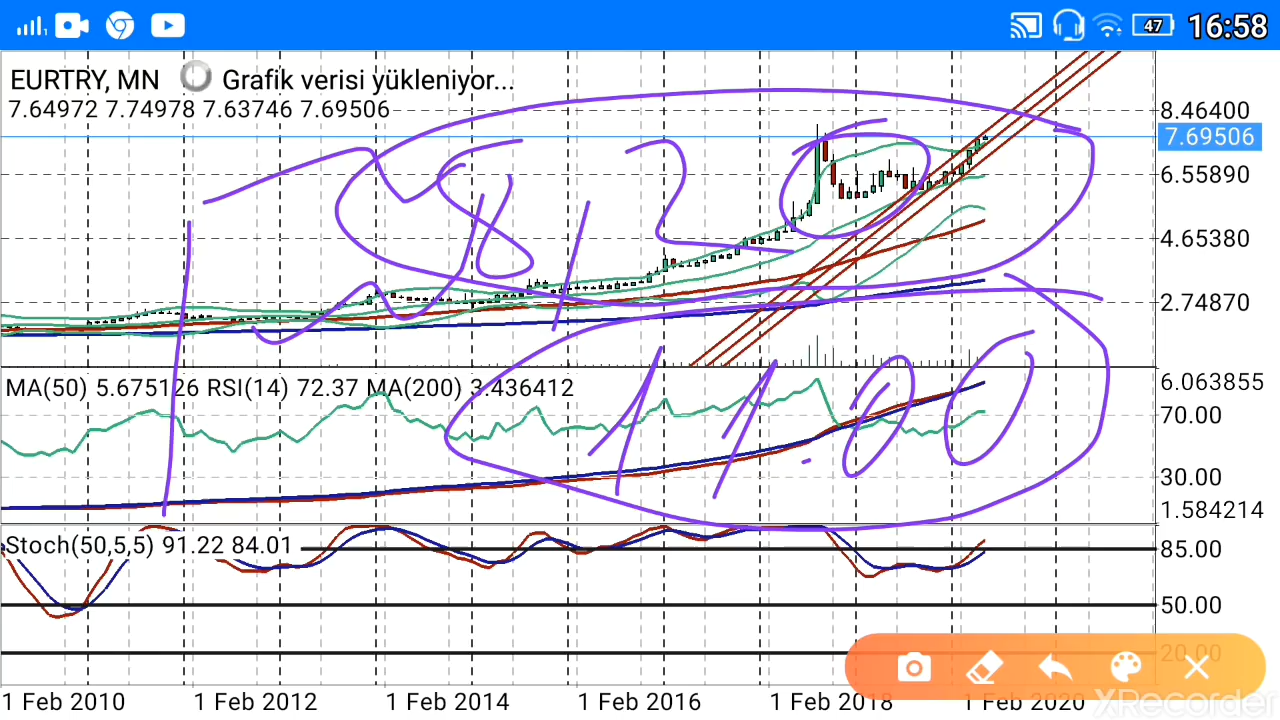 47 16:58
EURTRY, MN Grafik verisi yükleniyor...
7.64972 7.74978 7.63746 7.69506
8.46400
7.69506
6.55890
4.65380
2.74870
MA(50) 5.675126 RSI(14) 72.37 MA(200) 3.436412
6.063855
70.00
30.00
1.584214
11.00
Stoch(50,5,5) 91.22 84.01
85.00
50.00
20.00
1 Feb 2010 1 Feb 2012 1 Feb 2014 1 Feb 2016 1 Feb 2018 1 Feb 2020
XRecorder